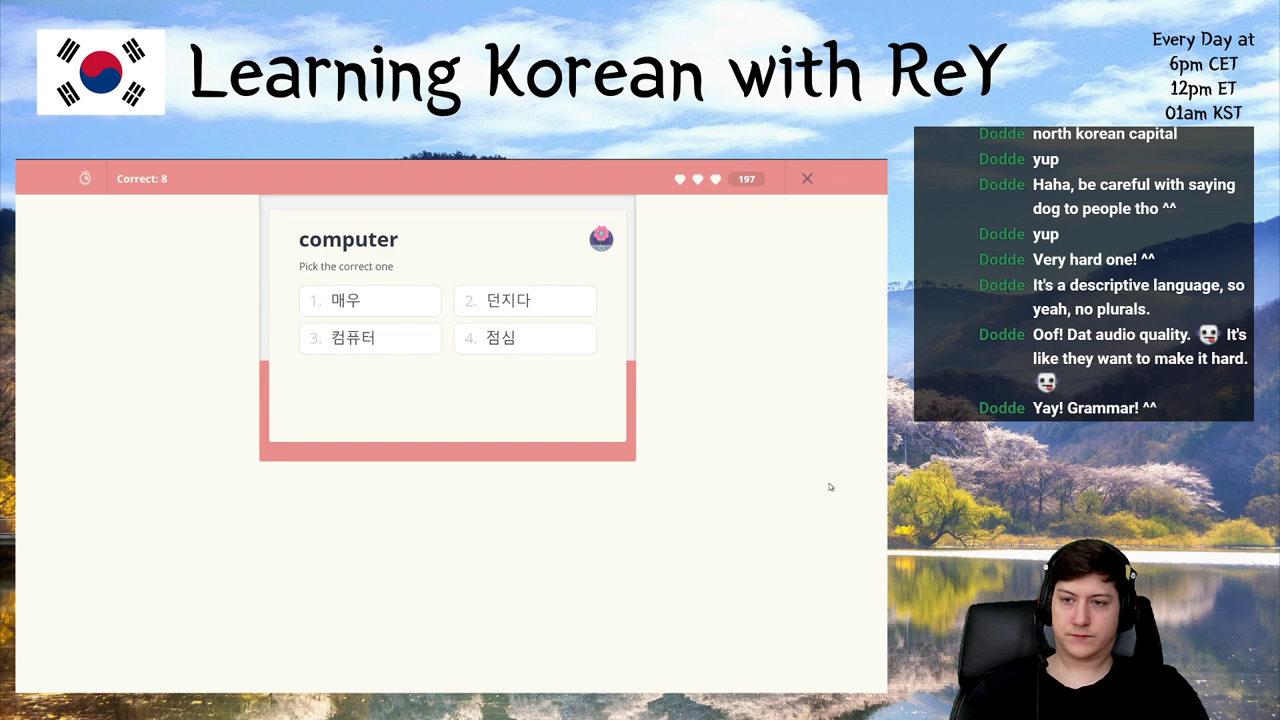 Learning Korean with ReY
Every Day at
6pm CET
12pm ET
01am KST
Correct: 8
197
computer
Pick the correct one
1. 매우
2. 던지다
3. 컴퓨터
4. 점심
Dodde north korean capital
Dodde yup
Dodde Haha, be careful with saying
dog to people tho ^^
Dodde yup
Dodde Very hard one! ^^
Dodde It's a descriptive language, so
yeah, no plurals.
Dodde Oof! Dat audio quality. It's
like they want to make it hard.
Dodde Yay! Grammar! ^^